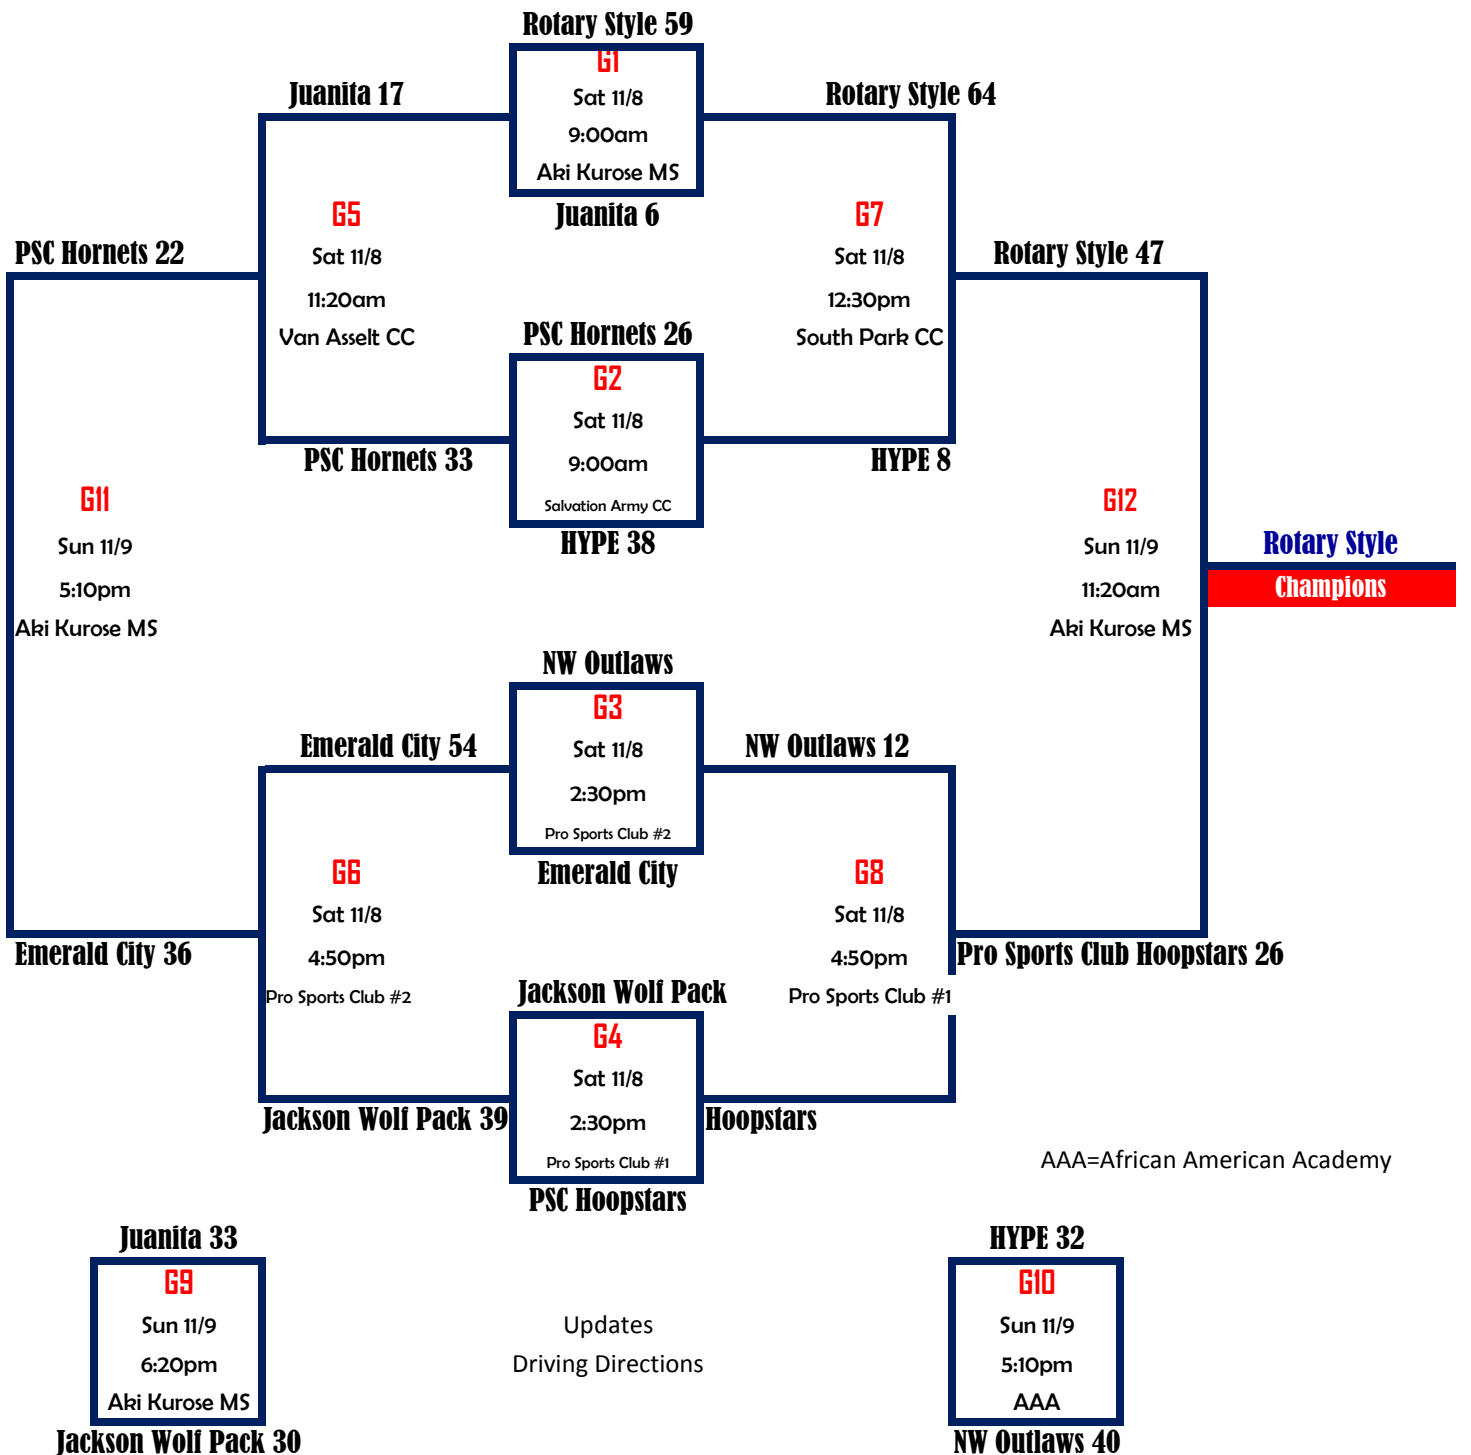 Rotary Style 59
G1
Sat 11/8
9:00am
Aki Kurose MS
Juanita 6
Juanita 17
Rotary Style 64
G5
Sat 11/8
11:20am
Van Asselt CC
G7
Sat 11/8
12:30pm
South Park CC
PSC Hornets 22
Rotary Style 47
PSC Hornets 26
G2
Sat 11/8
9:00am
Salvation Army CC
HYPE 38
PSC Hornets 33
HYPE 8
G11
Sun 11/9
5:10pm
Aki Kurose MS
G12
Sun 11/9
11:20am
Aki Kurose MS
Rotary Style
Champions
NW Outlaws
G3
Sat 11/8
2:30pm
Pro Sports Club #2
Emerald City
Emerald City 54
NW Outlaws 12
G6
Sat 11/8
4:50pm
Pro Sports Club #2
G8
Sat 11/8
4:50pm
Pro Sports Club #1
Emerald City 36
Pro Sports Club Hoopstars 26
Jackson Wolf Pack
G4
Sat 11/8
2:30pm
Pro Sports Club #1
PSC Hoopstars
Jackson Wolf Pack 39
Hoopstars
AAA=African American Academy
Juanita 33
G9
Sun 11/9
6:20pm
Aki Kurose MS
Jackson Wolf Pack 30
Updates
Driving Directions
HYPE 32
G10
Sun 11/9
5:10pm
AAA
NW Outlaws 40